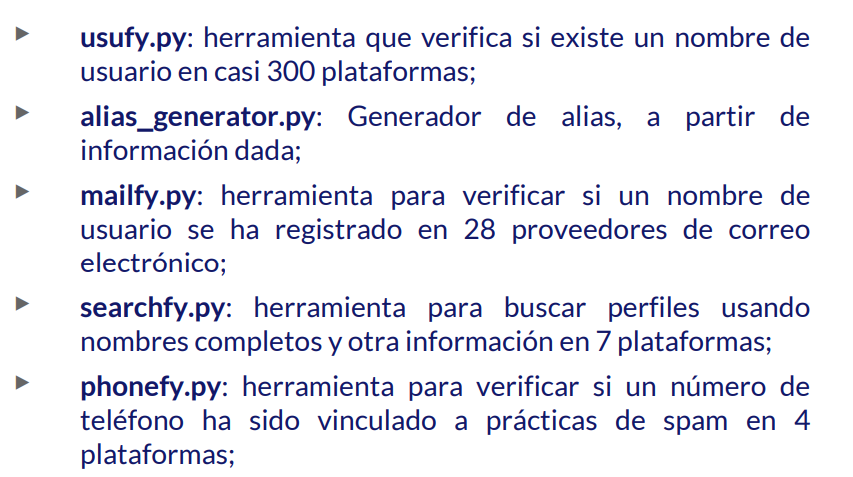 ▶ usufy.py: herramienta que verifica si existe un nombre de
usuario en casi 300 plataformas;
▶ alias_generator.py: Generador de alias, a partir de
información dada;
▶ mailfy.py: herramienta para verificar si un nombre de
usuario se ha registrado en 28 proveedores de correo
electrónico;
▶ searchfy.py: herramienta para buscar perfiles usando
nombres completos y otra información en 7 plataformas;
▶ phonefy.py: herramienta para verificar si un número de
teléfono ha sido vinculado a prácticas de spam en 4
plataformas;